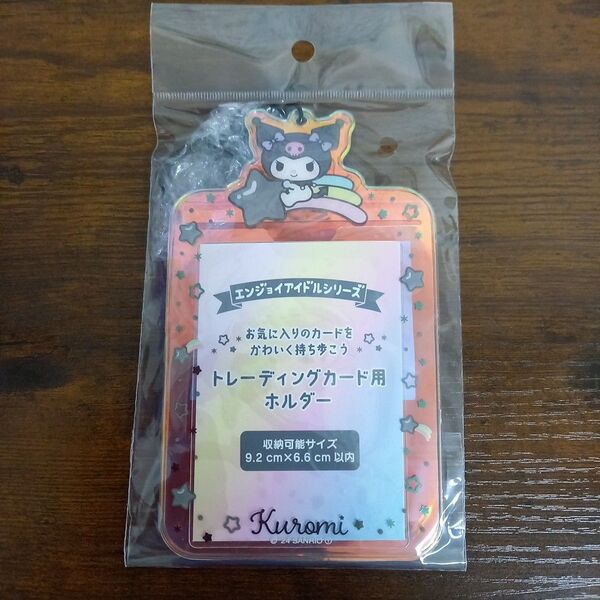 エンジョイアイドルシリーズ
お気に入りのカードを
かわいく持ち歩こう
トレーディングカード用
ホルダー
収納可能サイズ
9.2 cm×6.6 cm 以内
Kuromi
© '24 SANRIO